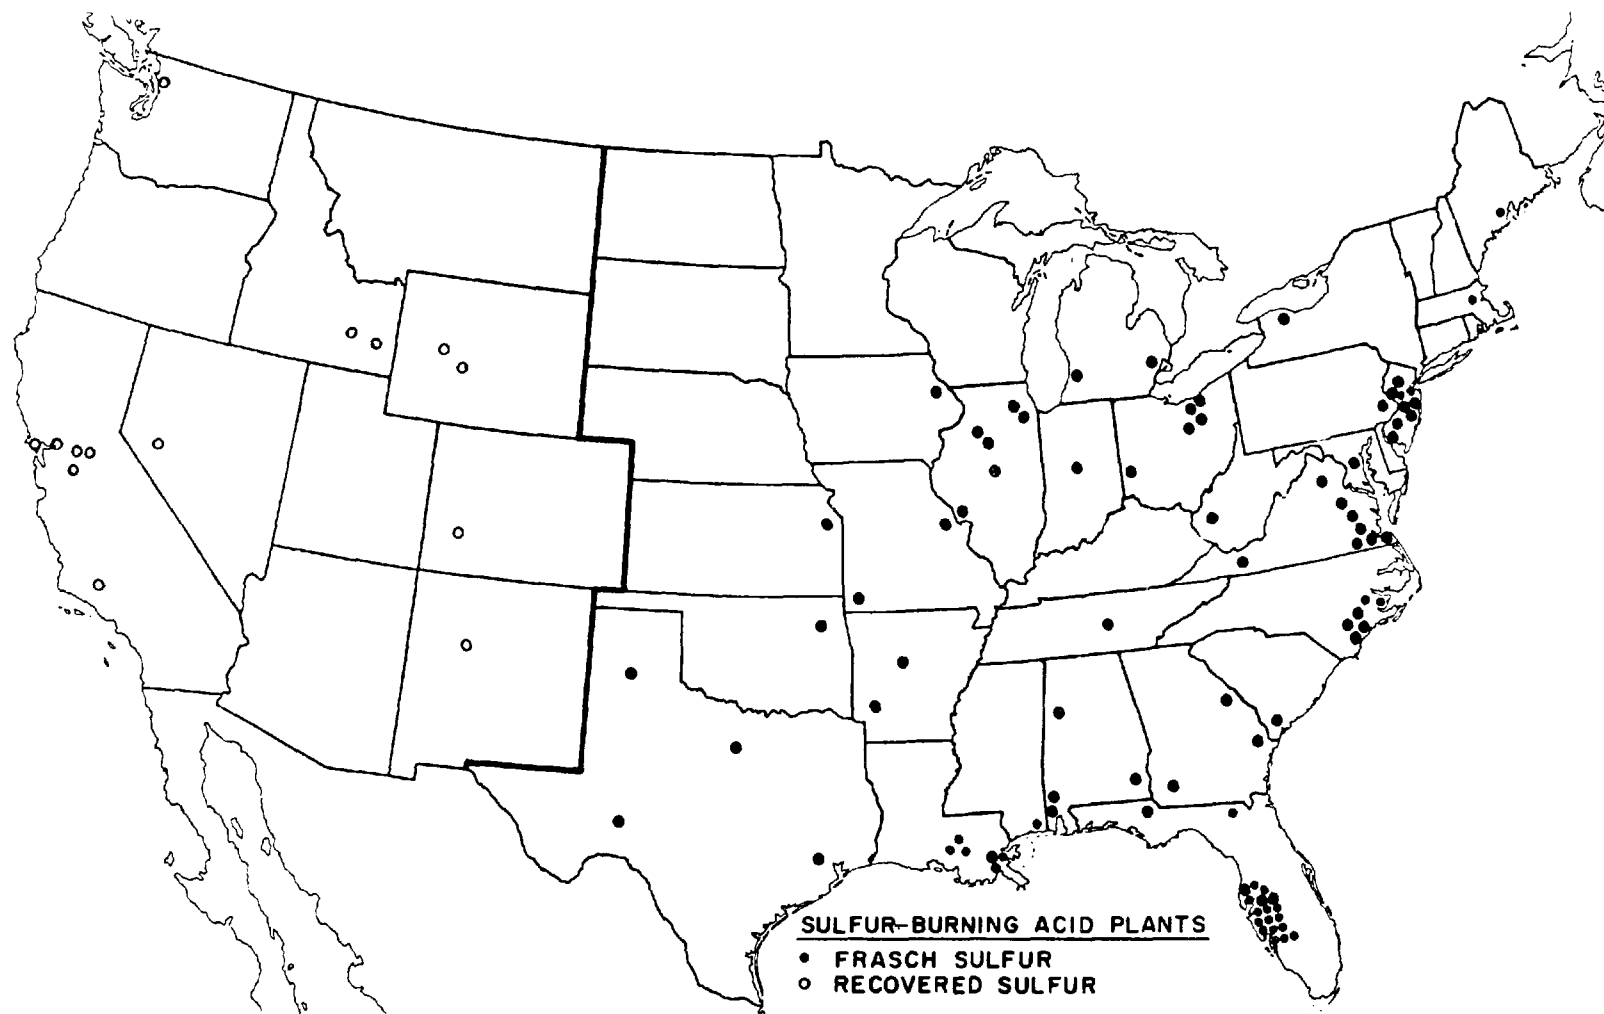 SULFUR-BURNING ACID PLANTS
● FRASCH SULFUR
○ RECOVERED SULFUR